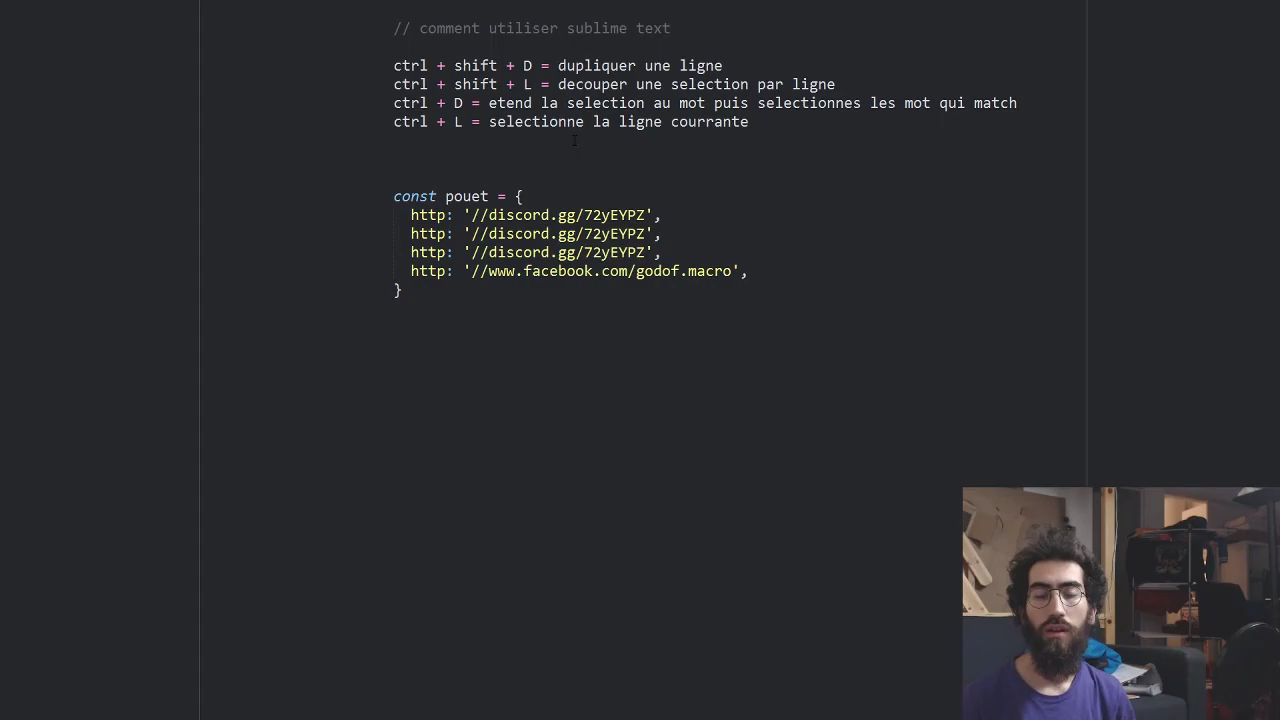 // comment utiliser sublime text
ctrl + shift + D = dupliquer une ligne
ctrl + shift + L = decouper une selection par ligne
ctrl + D = etend la selection au mot puis selectionnes les mot qui match
ctrl + L = selectionne la ligne courrante
const pouet = {
http: '//discord.gg/72yEYPZ',
http: '//discord.gg/72yEYPZ',
http: '//discord.gg/72yEYPZ',
http: '//www.facebook.com/godof.macro',
}